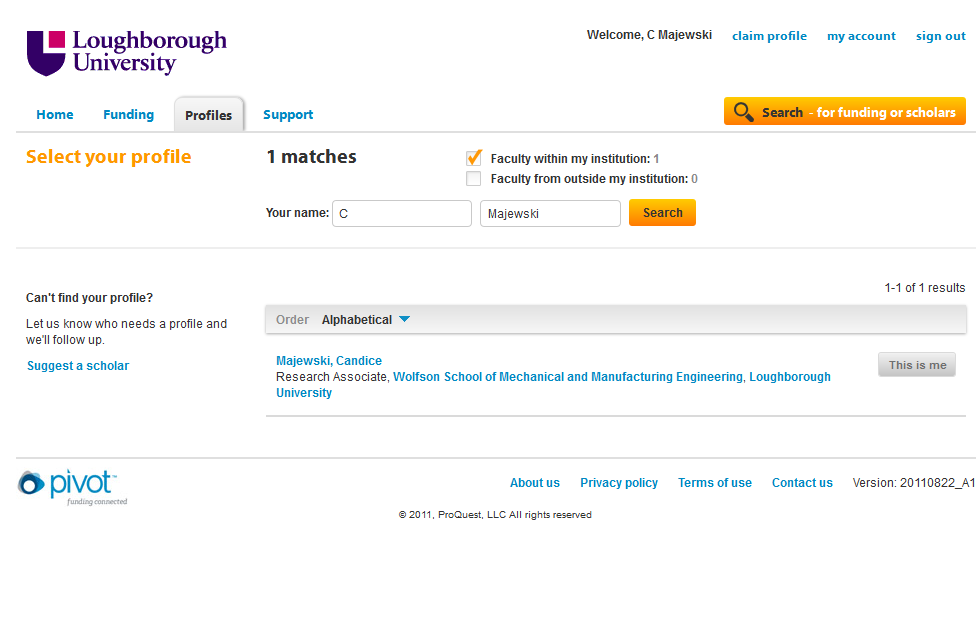 Loughborough
University
Welcome, C Majewski claim profile my account sign out
Home Funding Profiles Support Search - for funding or scholars
Select your profile 1 matches Faculty within my institution: 1
Faculty from outside my institution: 0
Your name: C Majewski Search
1-1 of 1 results
Can't find your profile?
Let us know who needs a profile and
we'll follow up.
Suggest a scholar
Order Alphabetical
Majewski, Candice
Research Associate, Wolfson School of Mechanical and Manufacturing Engineering, Loughborough
University
This is me
pivot™
funding connected
About us Privacy policy Terms of use Contact us Version: 20110822_A1
© 2011, ProQuest, LLC All rights reserved